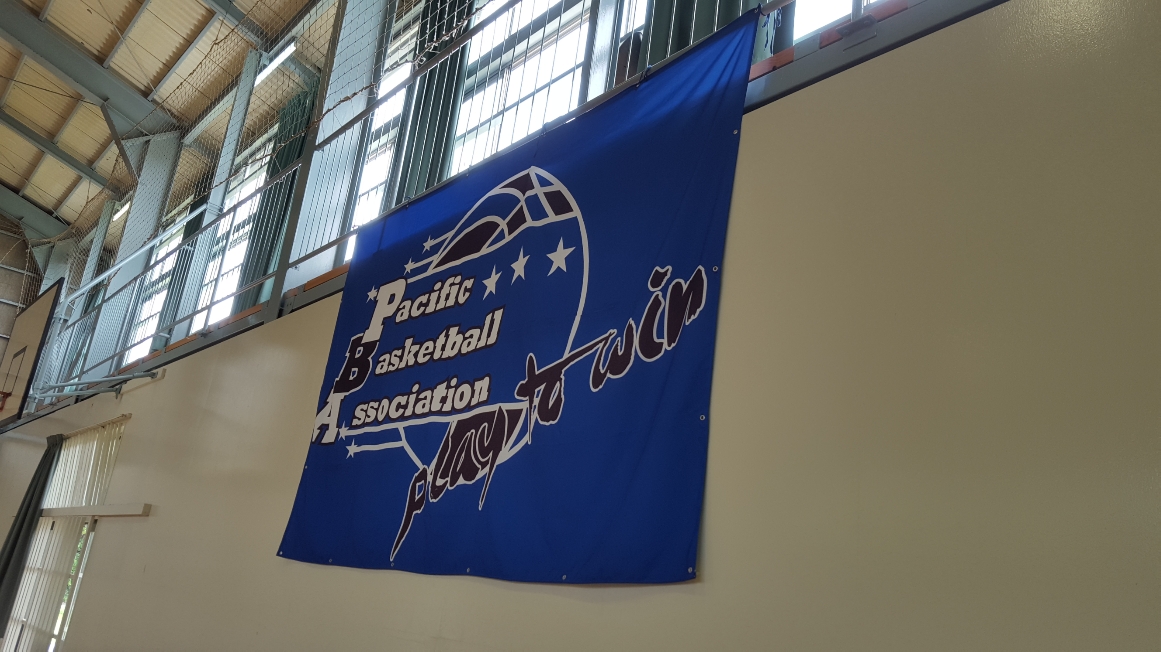 Pacific
Basketball
Association
play to win